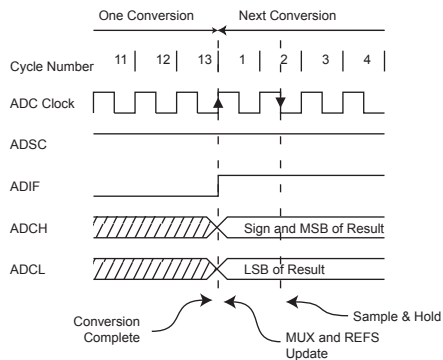 One Conversion Next Conversion
Cycle Number 11 12 13 1 2 3 4
ADC Clock
ADSC
ADIF
ADCH Sign and MSB of Result
ADCL LSB of Result
Conversion
Complete
MUX and REFS
Update
Sample & Hold